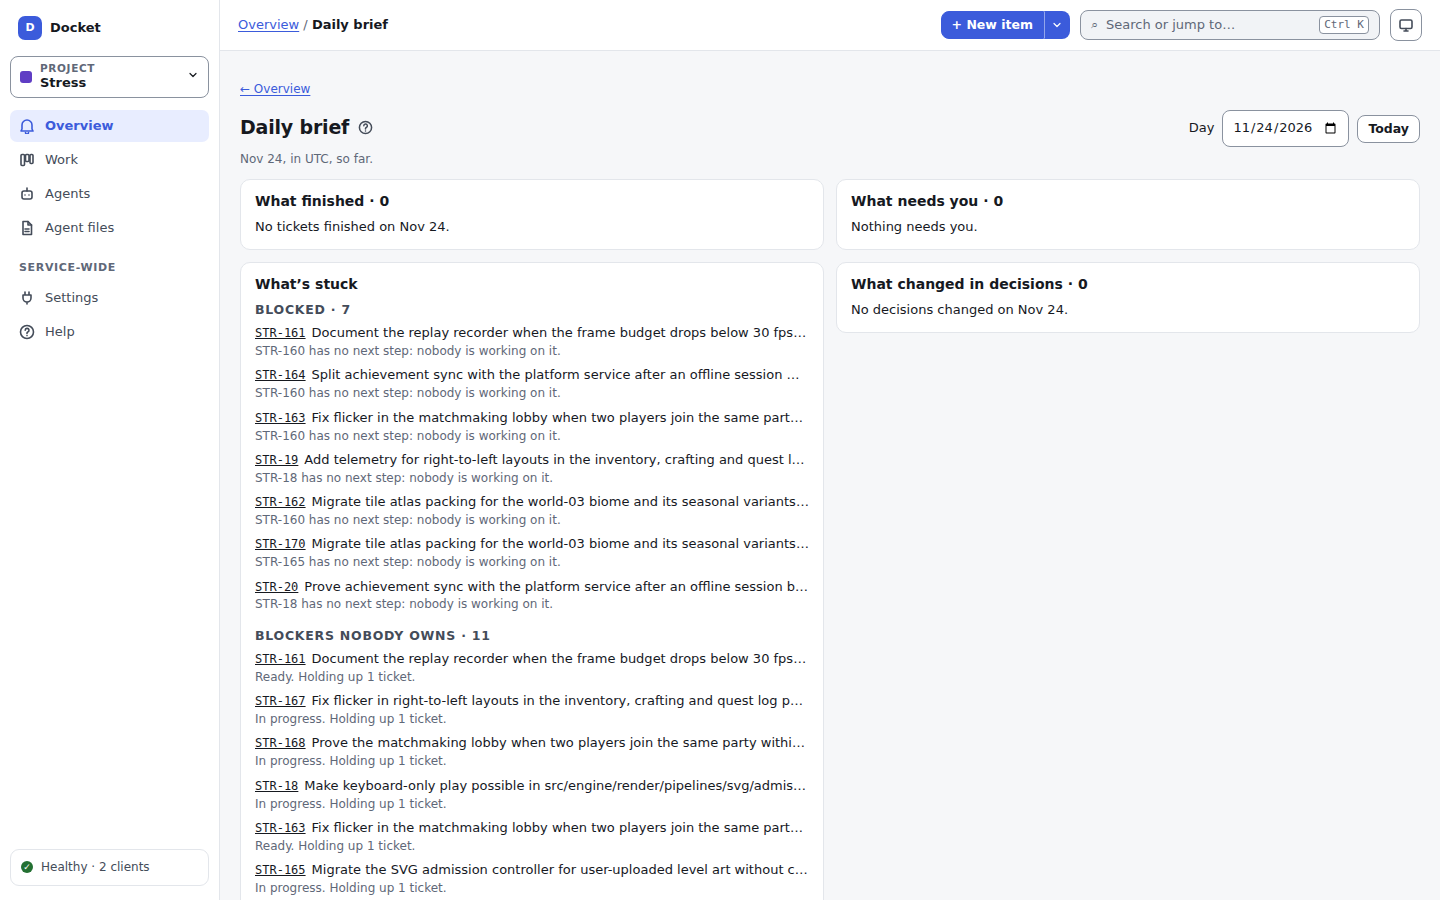 D Docket
PROJECT
Stress
Overview
Work
Agents
Agent files
SERVICE-WIDE
Settings
Help
Healthy · 2 clients
Overview / Daily brief
+ New item
Search or jump to…
Ctrl K
← Overview
Daily brief
Day
11/24/2026
Today
Nov 24, in UTC, so far.
What finished · 0
No tickets finished on Nov 24.
What needs you · 0
Nothing needs you.
What’s stuck
BLOCKED · 7
STR-161 Document the replay recorder when the frame budget drops below 30 fps…
STR-160 has no next step: nobody is working on it.
STR-164 Split achievement sync with the platform service after an offline session …
STR-160 has no next step: nobody is working on it.
STR-163 Fix flicker in the matchmaking lobby when two players join the same part…
STR-160 has no next step: nobody is working on it.
STR-19 Add telemetry for right-to-left layouts in the inventory, crafting and quest l…
STR-18 has no next step: nobody is working on it.
STR-162 Migrate tile atlas packing for the world-03 biome and its seasonal variants…
STR-160 has no next step: nobody is working on it.
STR-170 Migrate tile atlas packing for the world-03 biome and its seasonal variants…
STR-165 has no next step: nobody is working on it.
STR-20 Prove achievement sync with the platform service after an offline session b…
STR-18 has no next step: nobody is working on it.
BLOCKERS NOBODY OWNS · 11
STR-161 Document the replay recorder when the frame budget drops below 30 fps…
Ready. Holding up 1 ticket.
STR-167 Fix flicker in right-to-left layouts in the inventory, crafting and quest log p…
In progress. Holding up 1 ticket.
STR-168 Prove the matchmaking lobby when two players join the same party withi…
In progress. Holding up 1 ticket.
STR-18 Make keyboard-only play possible in src/engine/render/pipelines/svg/admis…
In progress. Holding up 1 ticket.
STR-163 Fix flicker in the matchmaking lobby when two players join the same part…
Ready. Holding up 1 ticket.
STR-165 Migrate the SVG admission controller for user-uploaded level art without c…
In progress. Holding up 1 ticket.
What changed in decisions · 0
No decisions changed on Nov 24.